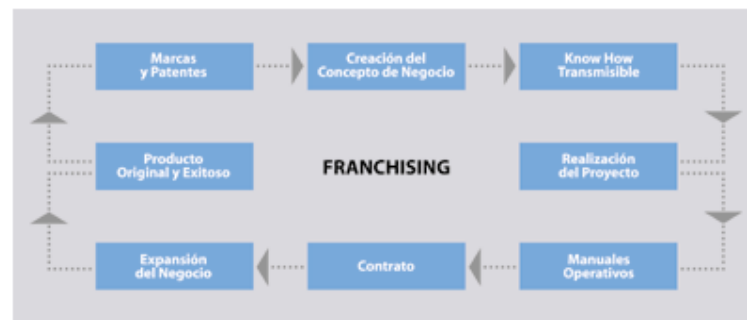 Marcas
y Patentes
Creación del
Concepto de Negocio
Know How
Transmisible
Producto
Original y Exitoso
FRANCHISING
Realización
del Proyecto
Expansión
del Negocio
Contrato
Manuales
Operativos